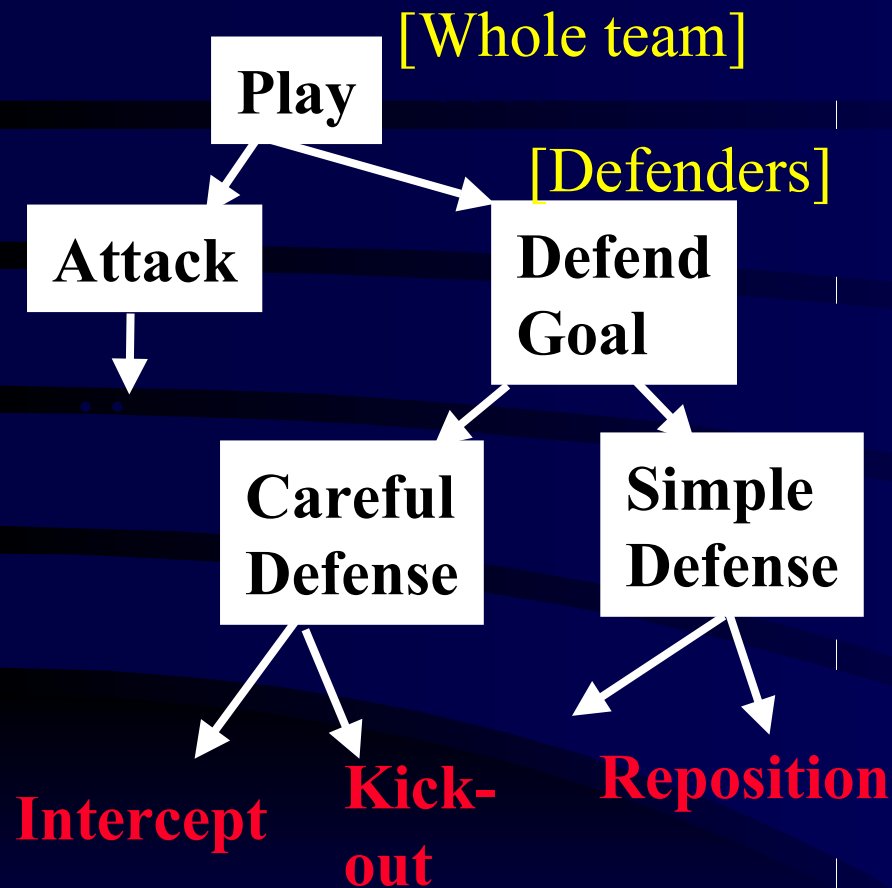 [Whole team]
Play
[Defenders]
Attack
Defend
Goal
. .
Careful
Defense
Simple
Defense
Intercept
Kick-
out
Reposition